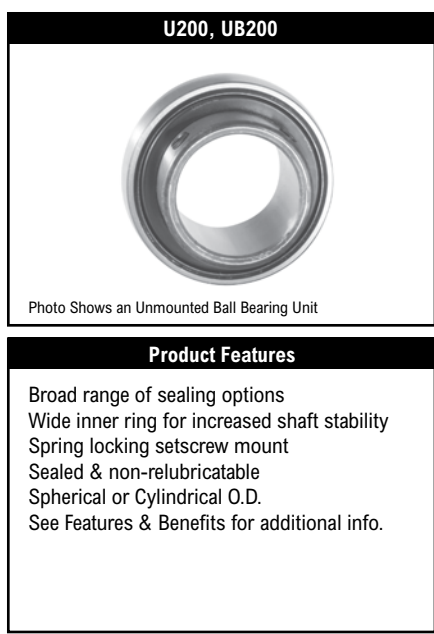 U200, UB200
Photo Shows an Unmounted Ball Bearing Unit
Product Features
Broad range of sealing options
Wide inner ring for increased shaft stability
Spring locking setscrew mount
Sealed & non-relubricatable
Spherical or Cylindrical O.D.
See Features & Benefits for additional info.